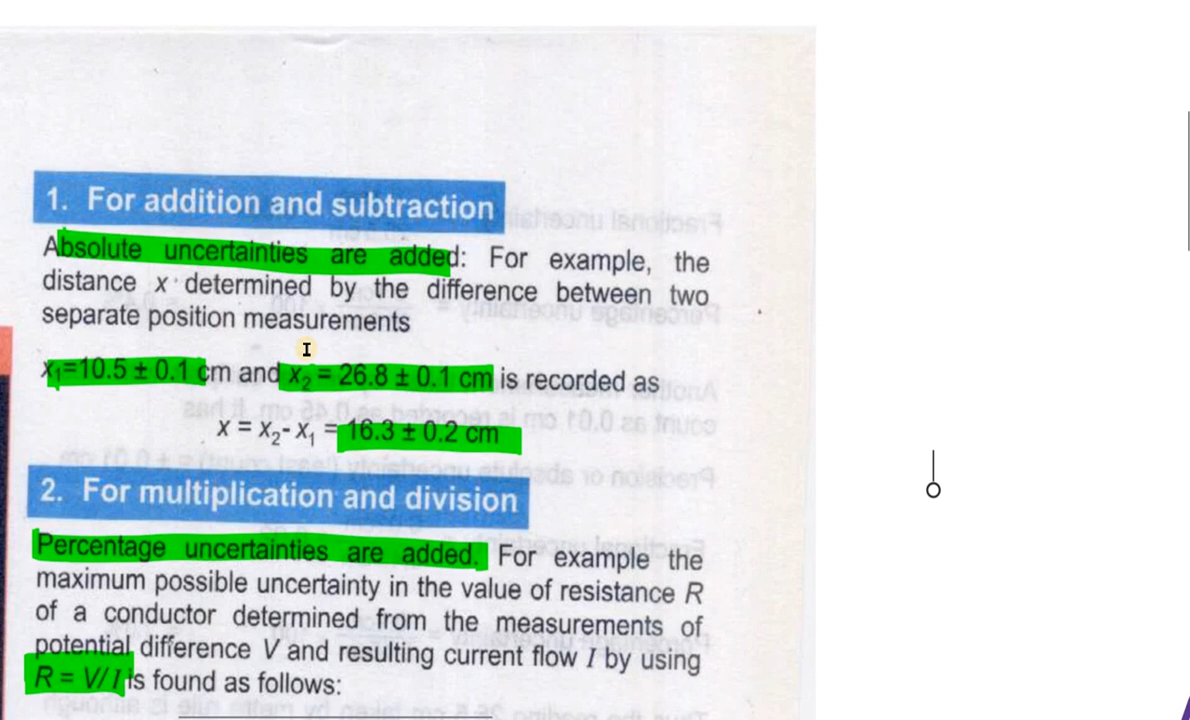 1. For addition and subtraction
Absolute uncertainties are added: For example, the
distance x determined by the difference between two
separate position measurements
x₁=10.5 ± 0.1 cm and x₂ = 26.8 ± 0.1 cm is recorded as
x = x₂- x₁ = 16.3 ± 0.2 cm
2. For multiplication and division
Percentage uncertainties are added. For example the
maximum possible uncertainty in the value of resistance R
of a conductor determined from the measurements of
potential difference V and resulting current flow I by using
R = V/I is found as follows: